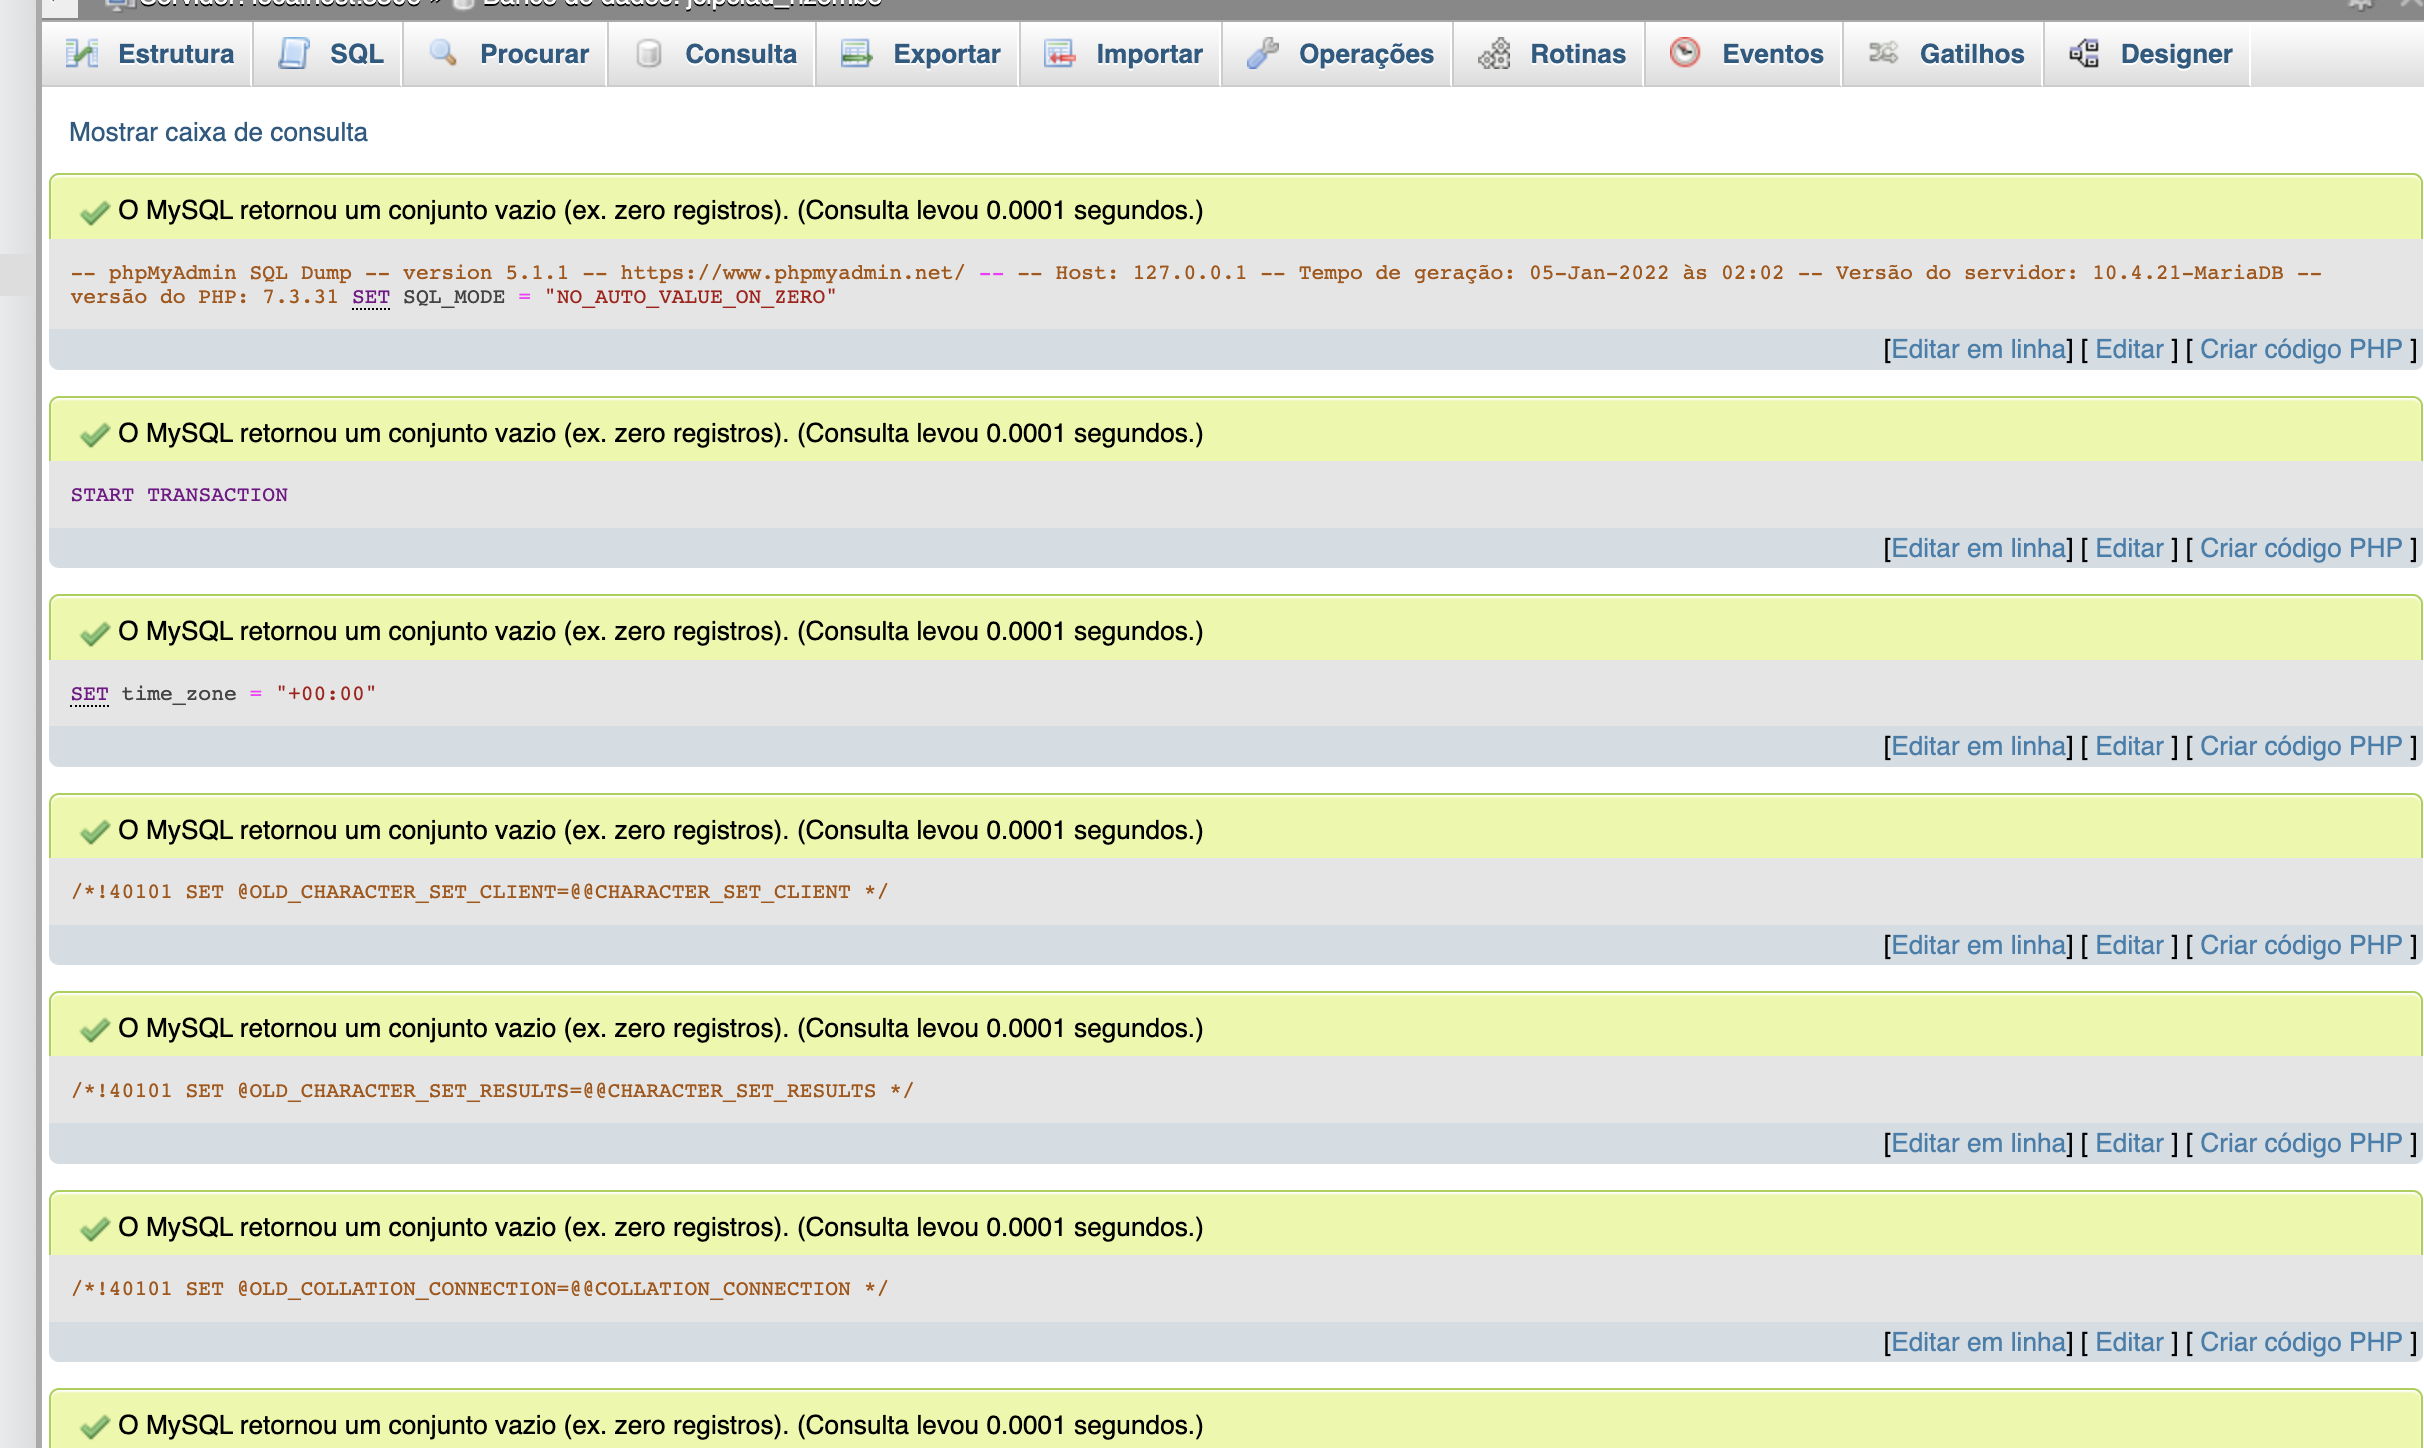 Estrutura SQL Procurar Consulta Exportar Importar Operações Rotinas Eventos Gatilhos Designer
Mostrar caixa de consulta
O MySQL retornou um conjunto vazio (ex. zero registros). (Consulta levou 0.0001 segundos.)
-- phpMyAdmin SQL Dump -- version 5.1.1 -- https://www.phpmyadmin.net/ -- -- Host: 127.0.0.1 -- Tempo de geração: 05-Jan-2022 às 02:02 -- Versão do servidor: 10.4.21-MariaDB --
versão do PHP: 7.3.31 SET SQL_MODE = "NO_AUTO_VALUE_ON_ZERO"
[Editar em linha] [ Editar ] [ Criar código PHP ]
O MySQL retornou um conjunto vazio (ex. zero registros). (Consulta levou 0.0001 segundos.)
START TRANSACTION
[Editar em linha] [ Editar ] [ Criar código PHP ]
O MySQL retornou um conjunto vazio (ex. zero registros). (Consulta levou 0.0001 segundos.)
SET time_zone = "+00:00"
[Editar em linha] [ Editar ] [ Criar código PHP ]
O MySQL retornou um conjunto vazio (ex. zero registros). (Consulta levou 0.0001 segundos.)
/*!40101 SET @OLD_CHARACTER_SET_CLIENT=@@CHARACTER_SET_CLIENT */
[Editar em linha] [ Editar ] [ Criar código PHP ]
O MySQL retornou um conjunto vazio (ex. zero registros). (Consulta levou 0.0001 segundos.)
/*!40101 SET @OLD_CHARACTER_SET_RESULTS=@@CHARACTER_SET_RESULTS */
[Editar em linha] [ Editar ] [ Criar código PHP ]
O MySQL retornou um conjunto vazio (ex. zero registros). (Consulta levou 0.0001 segundos.)
/*!40101 SET @OLD_COLLATION_CONNECTION=@@COLLATION_CONNECTION */
[Editar em linha] [ Editar ] [ Criar código PHP ]
O MySQL retornou um conjunto vazio (ex. zero registros). (Consulta levou 0.0001 segundos.)